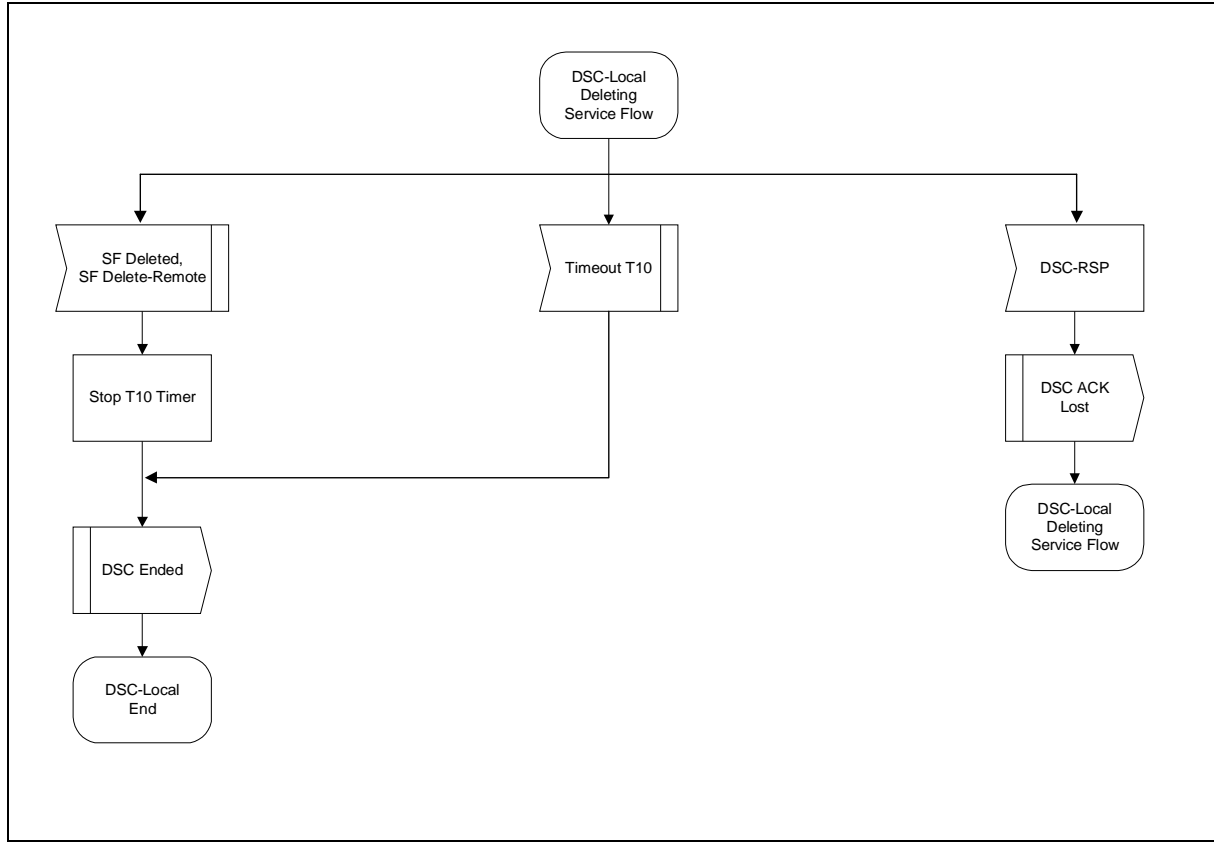 DSC-Local
Deleting
Service Flow
SF Deleted,
SF Delete-Remote
Timeout T10
DSC-RSP
Stop T10 Timer
DSC ACK
Lost
DSC-Local
Deleting
Service Flow
DSC Ended
DSC-Local
End